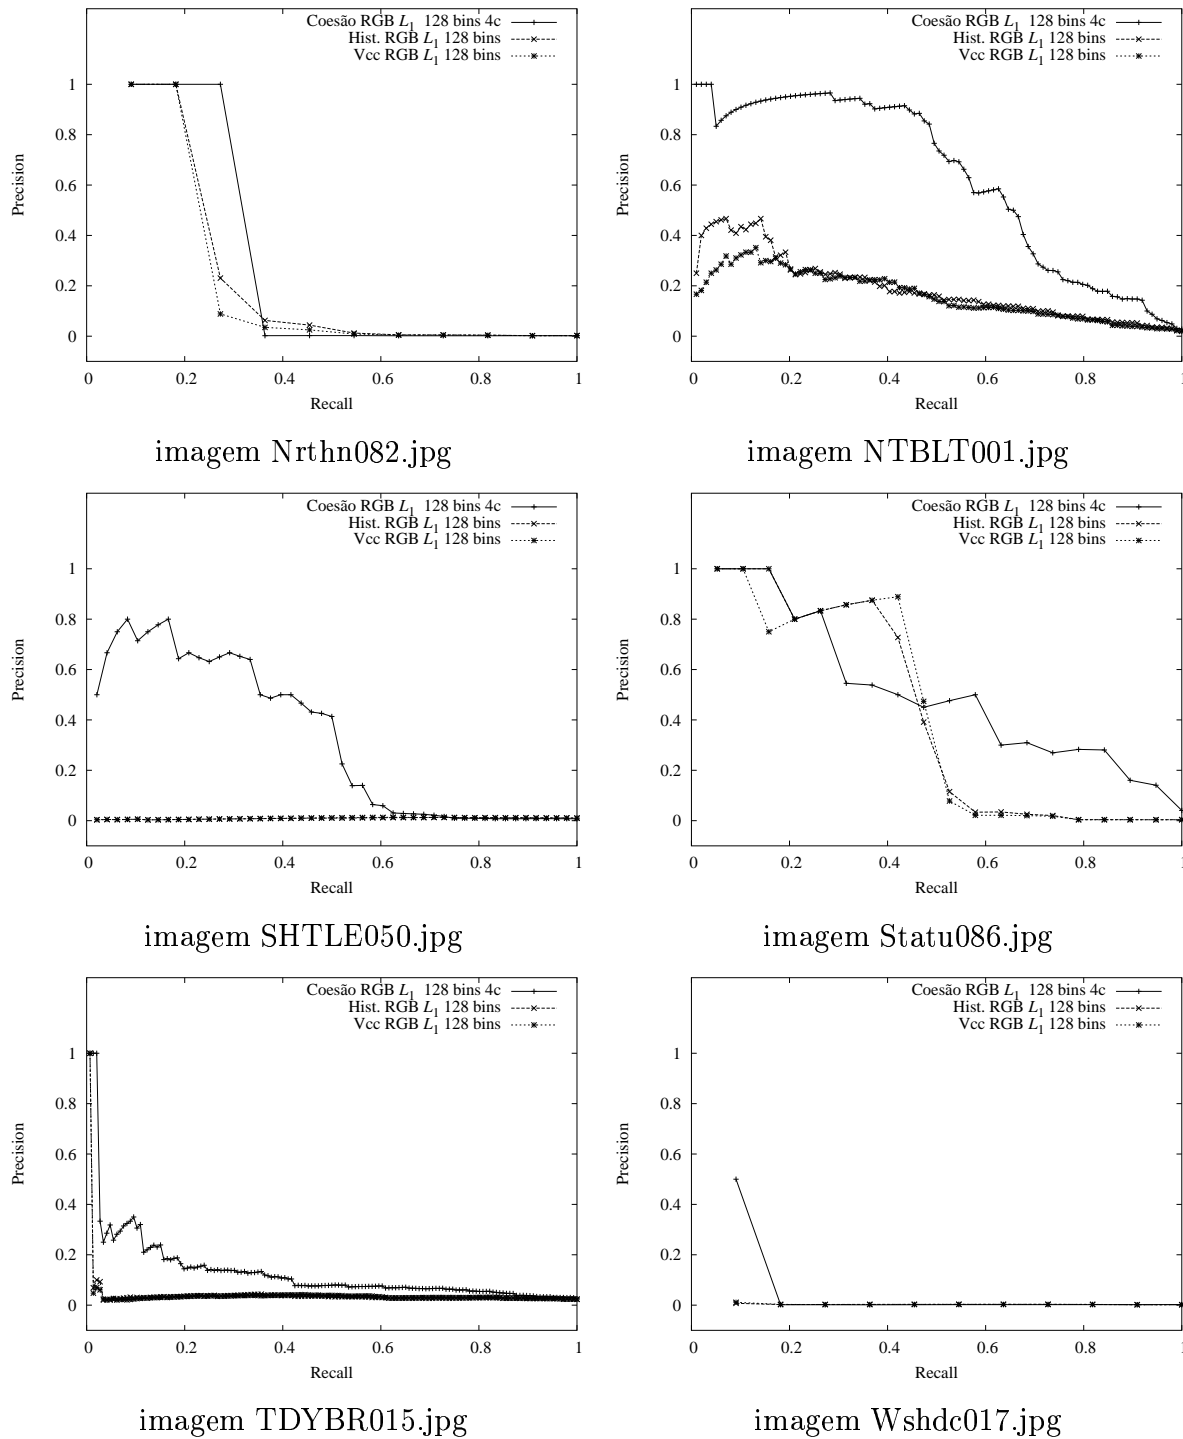 Coesão RGB L1 128 bins 4c
Hist. RGB L1 128 bins
Vcc RGB L1 128 bins
1
0.8
0.6
0.4
0.2
0
Precision
0 0.2 0.4 0.6 0.8 1
Recall
imagem Nrthn082.jpg
Coesão RGB L1 128 bins 4c
Hist. RGB L1 128 bins
Vcc RGB L1 128 bins
1
0.8
0.6
0.4
0.2
0
Precision
0 0.2 0.4 0.6 0.8 1
Recall
imagem NTBLT001.jpg
Coesão RGB L1 128 bins 4c
Hist. RGB L1 128 bins
Vcc RGB L1 128 bins
1
0.8
0.6
0.4
0.2
0
Precision
0 0.2 0.4 0.6 0.8 1
Recall
imagem SHTLE050.jpg
Coesão RGB L1 128 bins 4c
Hist. RGB L1 128 bins
Vcc RGB L1 128 bins
1
0.8
0.6
0.4
0.2
0
Precision
0 0.2 0.4 0.6 0.8 1
Recall
imagem Statu086.jpg
Coesão RGB L1 128 bins 4c
Hist. RGB L1 128 bins
Vcc RGB L1 128 bins
1
0.8
0.6
0.4
0.2
0
Precision
0 0.2 0.4 0.6 0.8 1
Recall
imagem TDYBR015.jpg
Coesão RGB L1 128 bins 4c
Hist. RGB L1 128 bins
Vcc RGB L1 128 bins
1
0.8
0.6
0.4
0.2
0
Precision
0 0.2 0.4 0.6 0.8 1
Recall
imagem Wshdc017.jpg